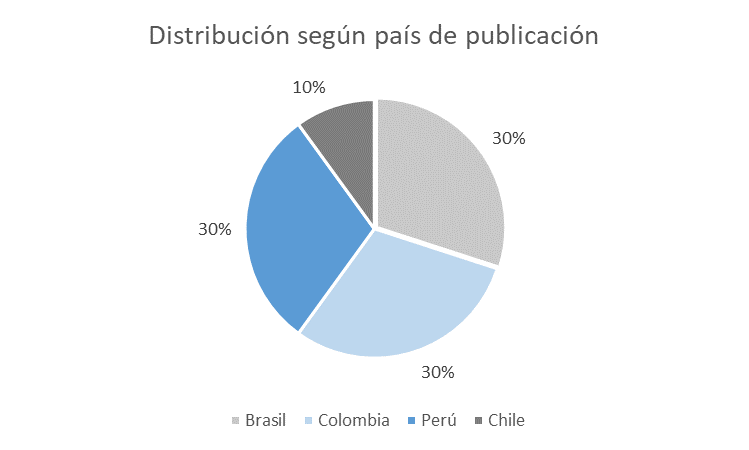 Distribución según país de publicación
10%
30%
30%
30%
Brasil Colombia Perú Chile